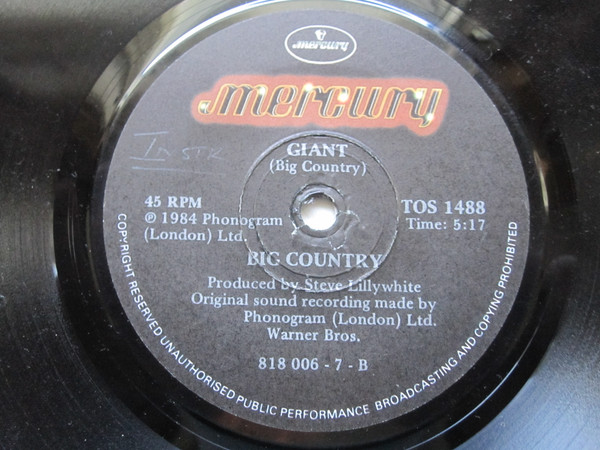 mercury
mercury
GIANT
(Big Country)
In STR
45 RPM
℗ 1984 Phonogram
(London) Ltd.
TOS 1488
Time: 5:17
BIG COUNTRY
Produced by Steve Lillywhite
Original sound recording made by
Phonogram (London) Ltd.
Warner Bros.
818 006 - 7 - B
COPYRIGHT RESERVED UNAUTHORISED PUBLIC PERFORMANCE BROADCASTING AND COPYING PROHIBITED